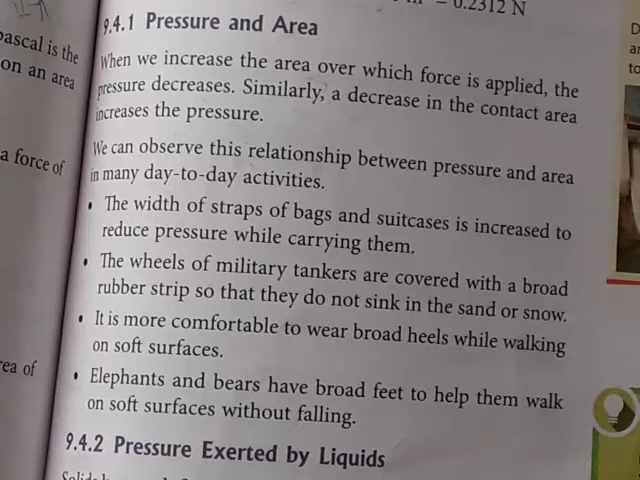 = 0.2312 N
9.4.1 Pressure and Area
When we increase the area over which force is applied, the
pressure decreases. Similarly, a decrease in the contact area
increases the pressure.
We can observe this relationship between pressure and area
in many day-to-day activities.
• The width of straps of bags and suitcases is increased to
reduce pressure while carrying them.
• The wheels of military tankers are covered with a broad
rubber strip so that they do not sink in the sand or snow.
• It is more comfortable to wear broad heels while walking
on soft surfaces.
• Elephants and bears have broad feet to help them walk
on soft surfaces without falling.
9.4.2 Pressure Exerted by Liquids
pascal is the
on an area
a force of